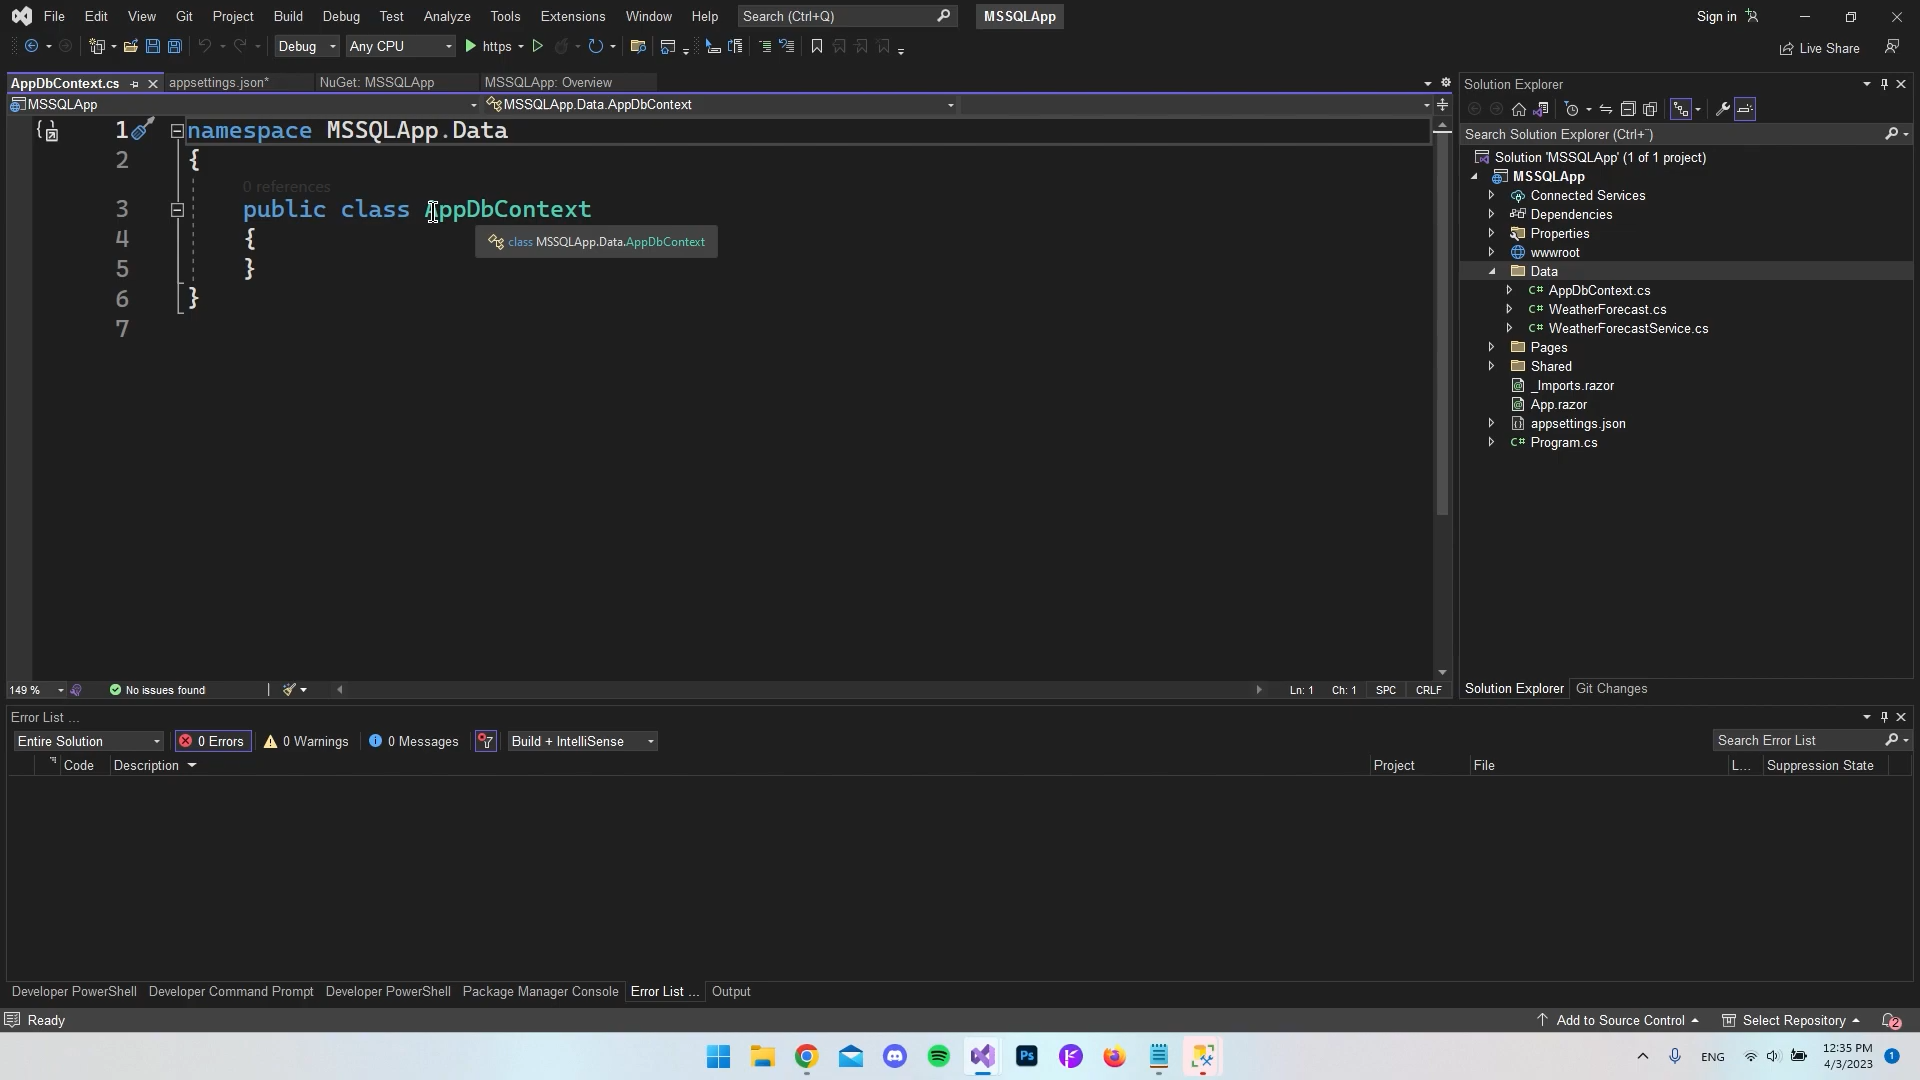 File Edit View Git Project Build Debug Test Analyze Tools Extensions Window Help Search (Ctrl+Q) MSSQLApp Sign in
Debug Any CPU https Live Share
AppDbContext.cs appsettings.json* NuGet: MSSQLApp MSSQLApp: Overview
MSSQLApp MSSQLApp.Data.AppDbContext
1 namespace MSSQLApp.Data
2 {
0 references
3 public class AppDbContext
4 {
class MSSQLApp.Data.AppDbContext
5 }
6 }
7
149 % No issues found Ln: 1 Ch: 1 SPC CRLF
Solution Explorer
Search Solution Explorer (Ctrl+¨)
Solution 'MSSQLApp' (1 of 1 project)
MSSQLApp
Connected Services
Dependencies
Properties
wwwroot
Data
C# AppDbContext.cs
C# WeatherForecast.cs
C# WeatherForecastService.cs
Pages
Shared
_Imports.razor
App.razor
appsettings.json
C# Program.cs
Solution Explorer Git Changes
Error List ...
Entire Solution 0 Errors 0 Warnings 0 Messages Build + IntelliSense Search Error List
Code Description Project File L... Suppression State
Developer PowerShell Developer Command Prompt Developer PowerShell Package Manager Console Error List ... Output
Ready Add to Source Control Select Repository 2
Ps ENG 12:35 PM 1
4/3/2023